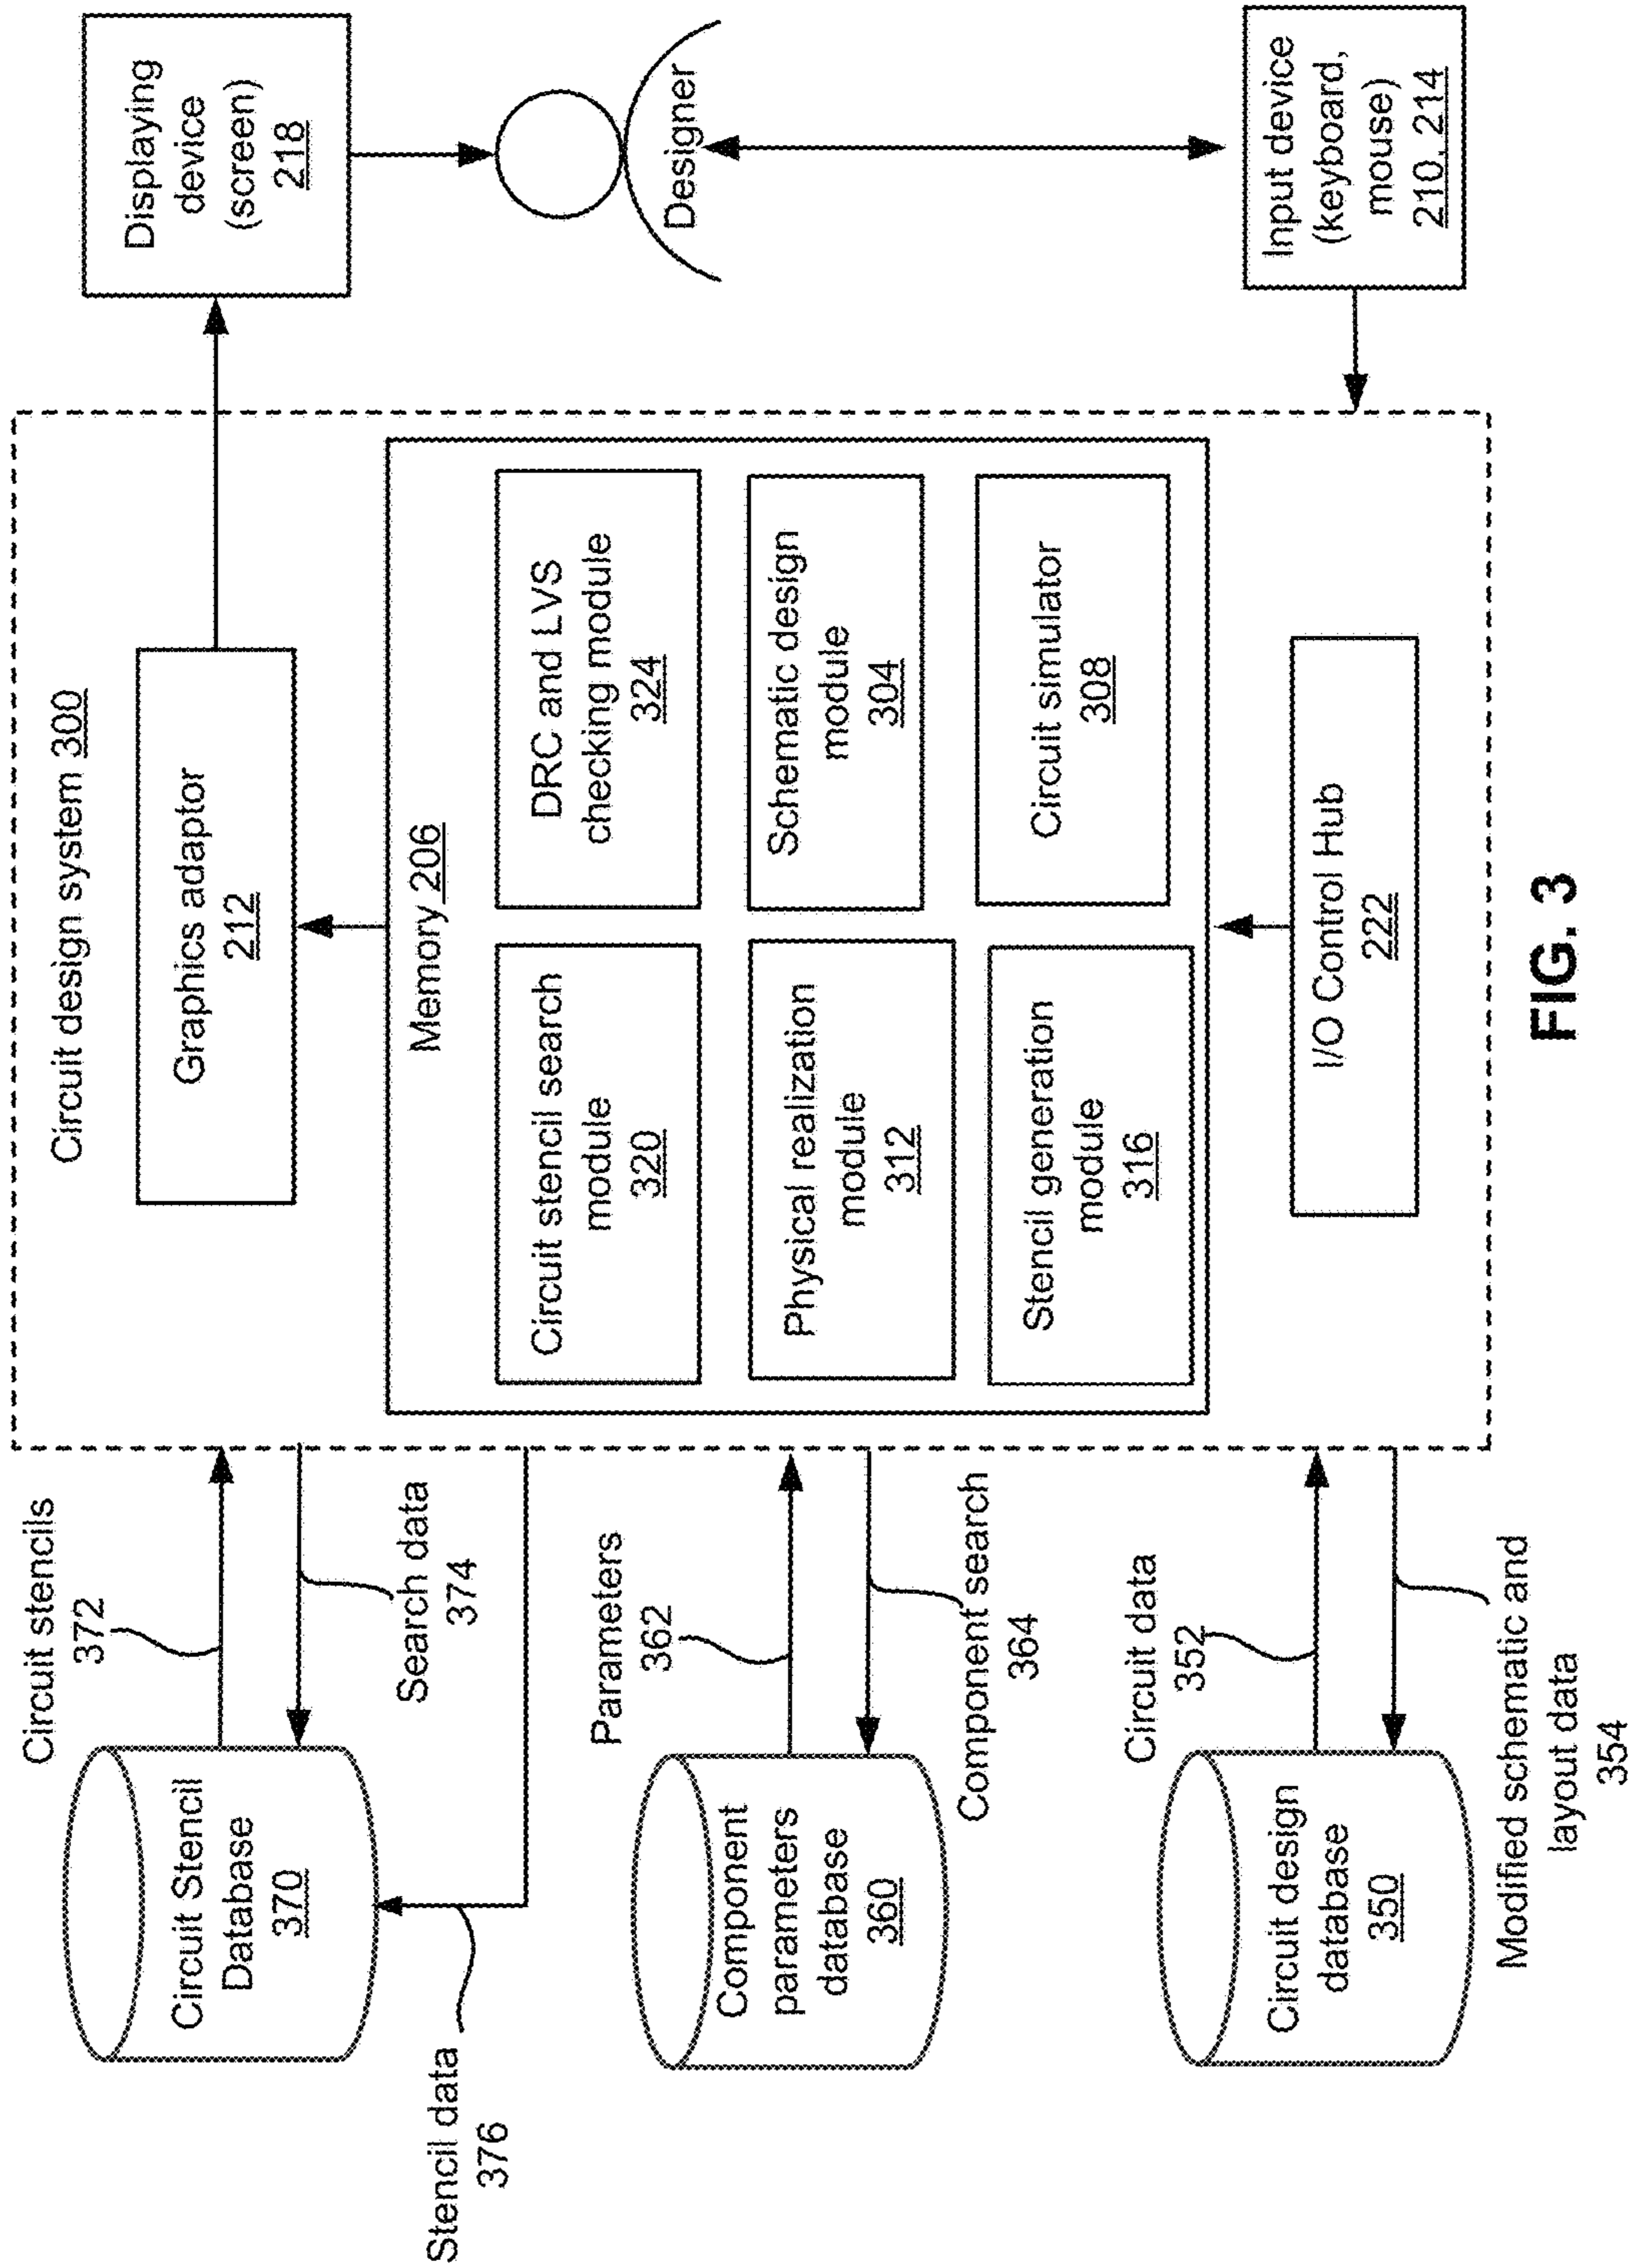 Circuit stencils
372
Circuit Stencil
Database
370
Search data
374
Stencil data
376
Parameters
362
Component
parameters
database
360
Component search
364
Circuit data
352
Circuit design
database
350
Modified schematic and
layout data
354
Circuit design system 300
Graphics adaptor
212
Memory 206
Circuit stencil search
module
320
DRC and LVS
checking module
324
Physical realization
module
312
Schematic design
module
304
Stencil generation
module
316
Circuit simulator
308
I/O Control Hub
222
Displaying
device
(screen)
218
Designer
Input device
(keyboard,
mouse)
210, 214
FIG. 3